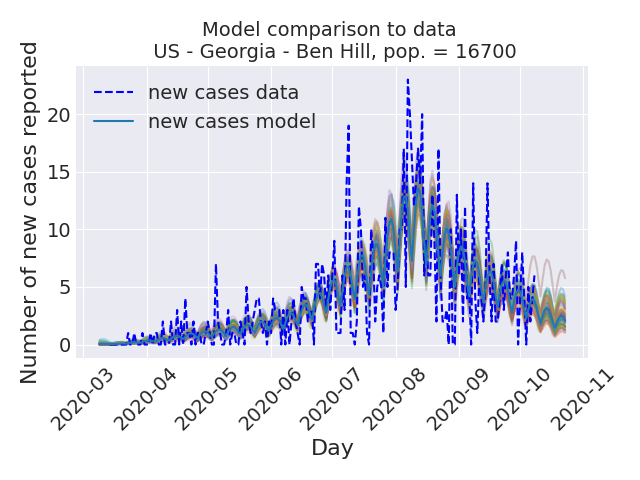 Model comparison to data
US - Georgia - Ben Hill, pop. = 16700
new cases data
new cases model
Number of new cases reported
20
15
10
5
0
2020-03
2020-04
2020-05
2020-06
2020-07
2020-08
2020-09
2020-10
2020-11
Day